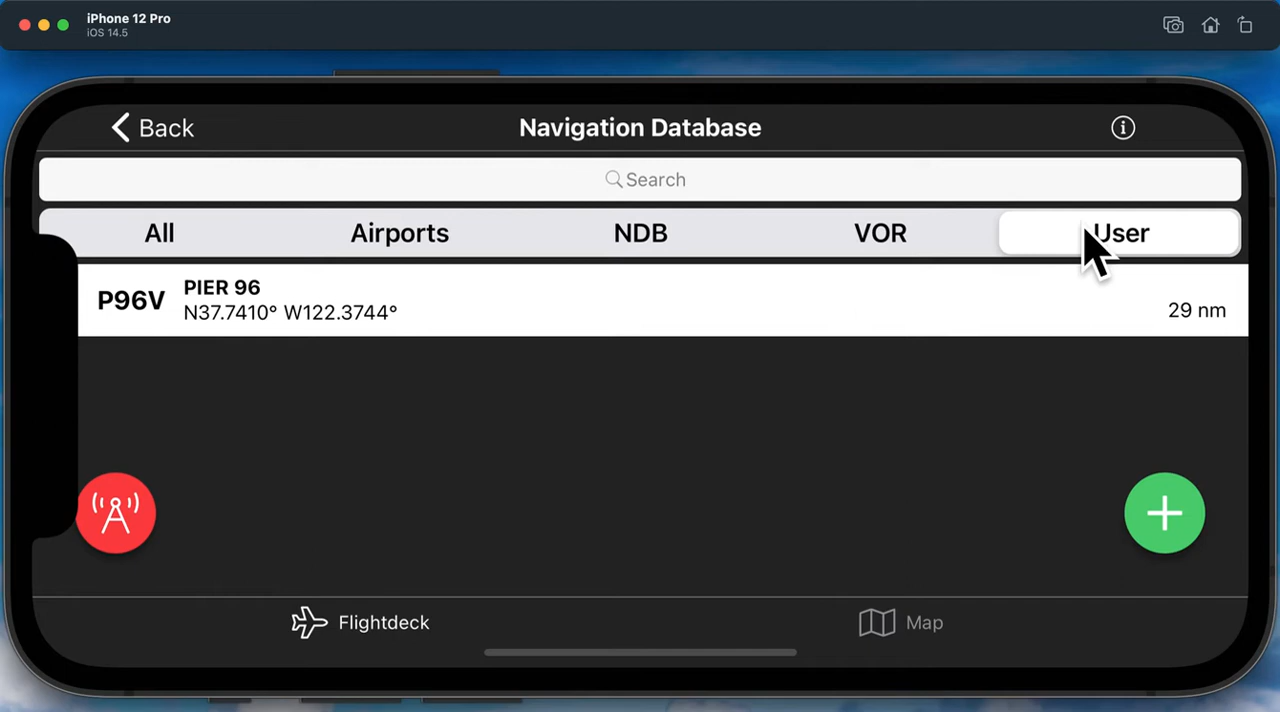 iPhone 12 Pro
iOS 14.5
Back
Navigation Database
Search
All Airports NDB VOR User
P96V
PIER 96
N37.7410° W122.3744°
29 nm
Flightdeck
Map